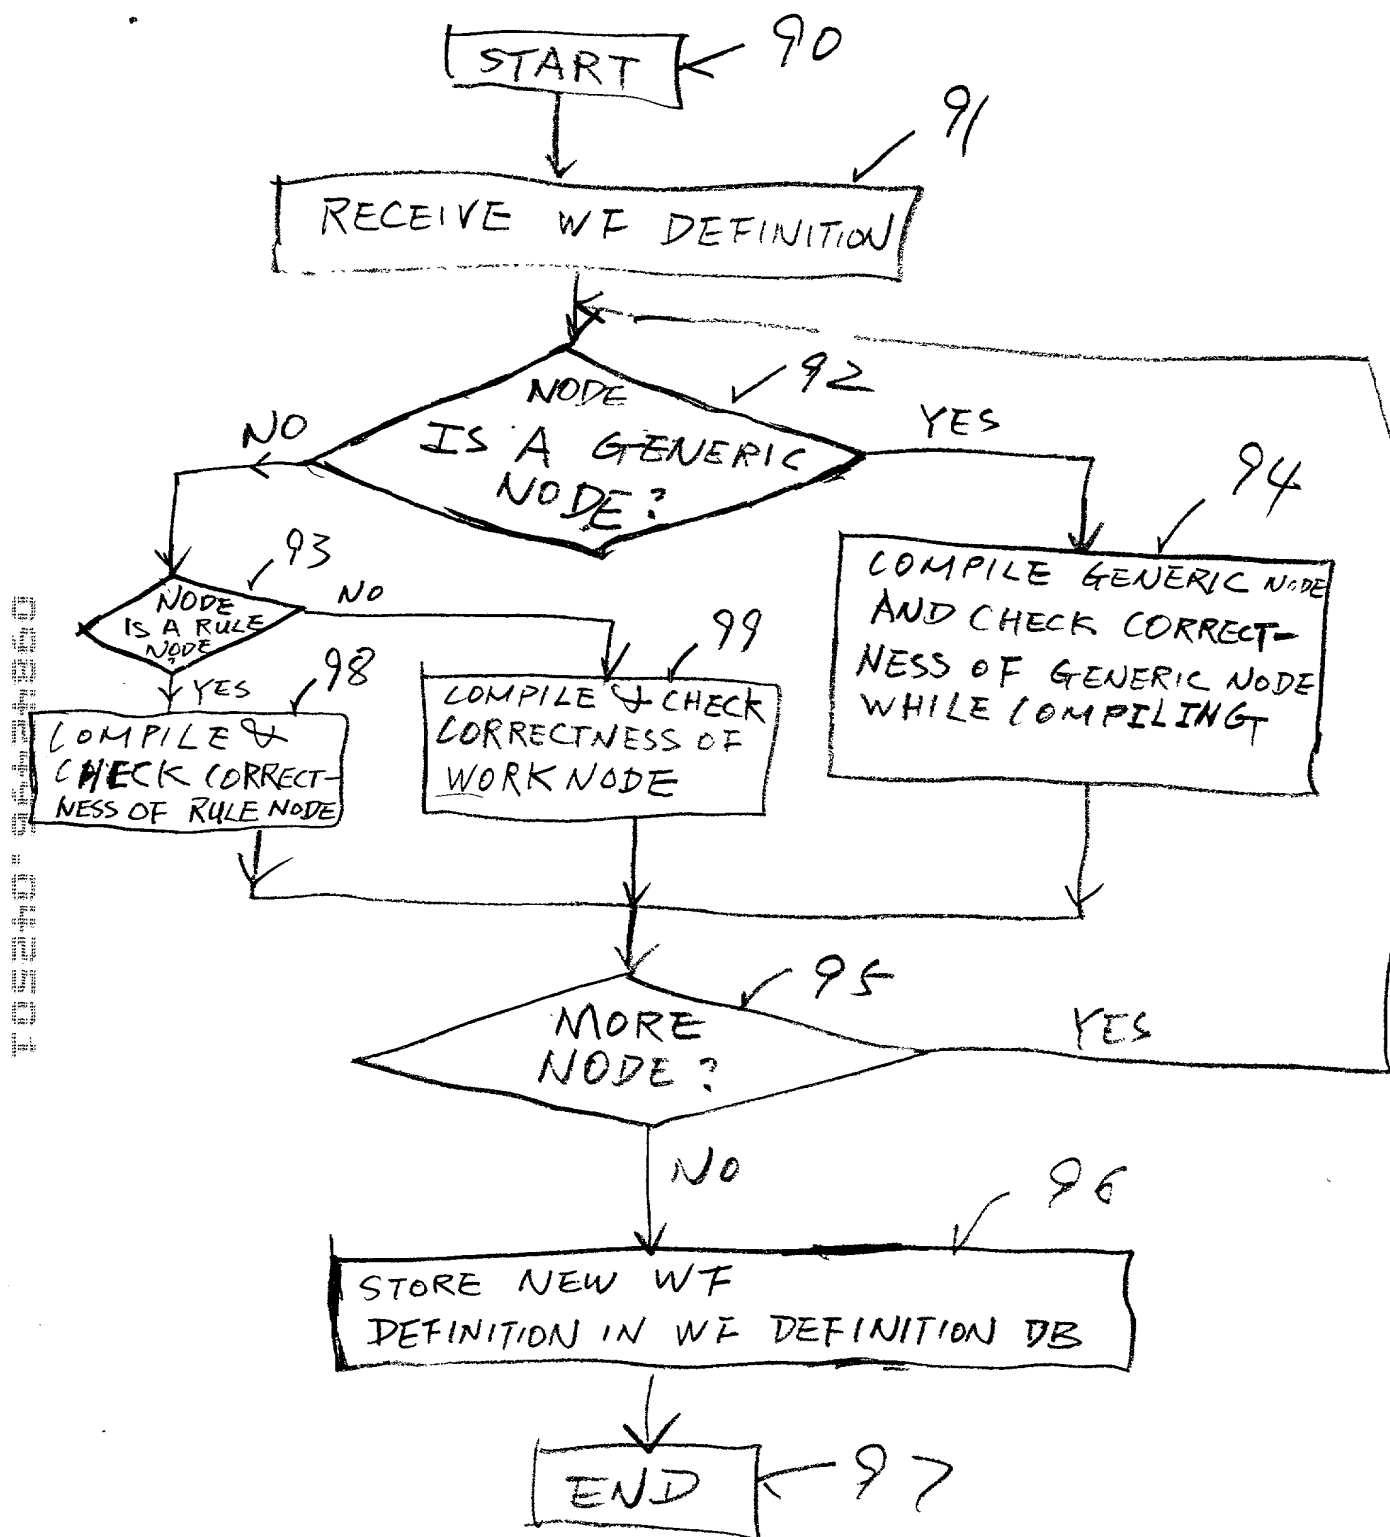 START
90
91
RECEIVE WF DEFINITION
92
NODE
IS A GENERIC
NODE?
NO
YES
94
COMPILE GENERIC NODE
AND CHECK CORRECT-
NESS OF GENERIC NODE
WHILE COMPILING
93
NODE
IS A RULE
NODE
?
NO
YES
98
COMPILE &
CHECK CORRECT-
NESS OF RULE NODE
99
COMPILE & CHECK
CORRECTNESS OF
WORK NODE
95
MORE
NODE?
YES
NO
96
STORE NEW WF
DEFINITION IN WF DEFINITION DB
END
97